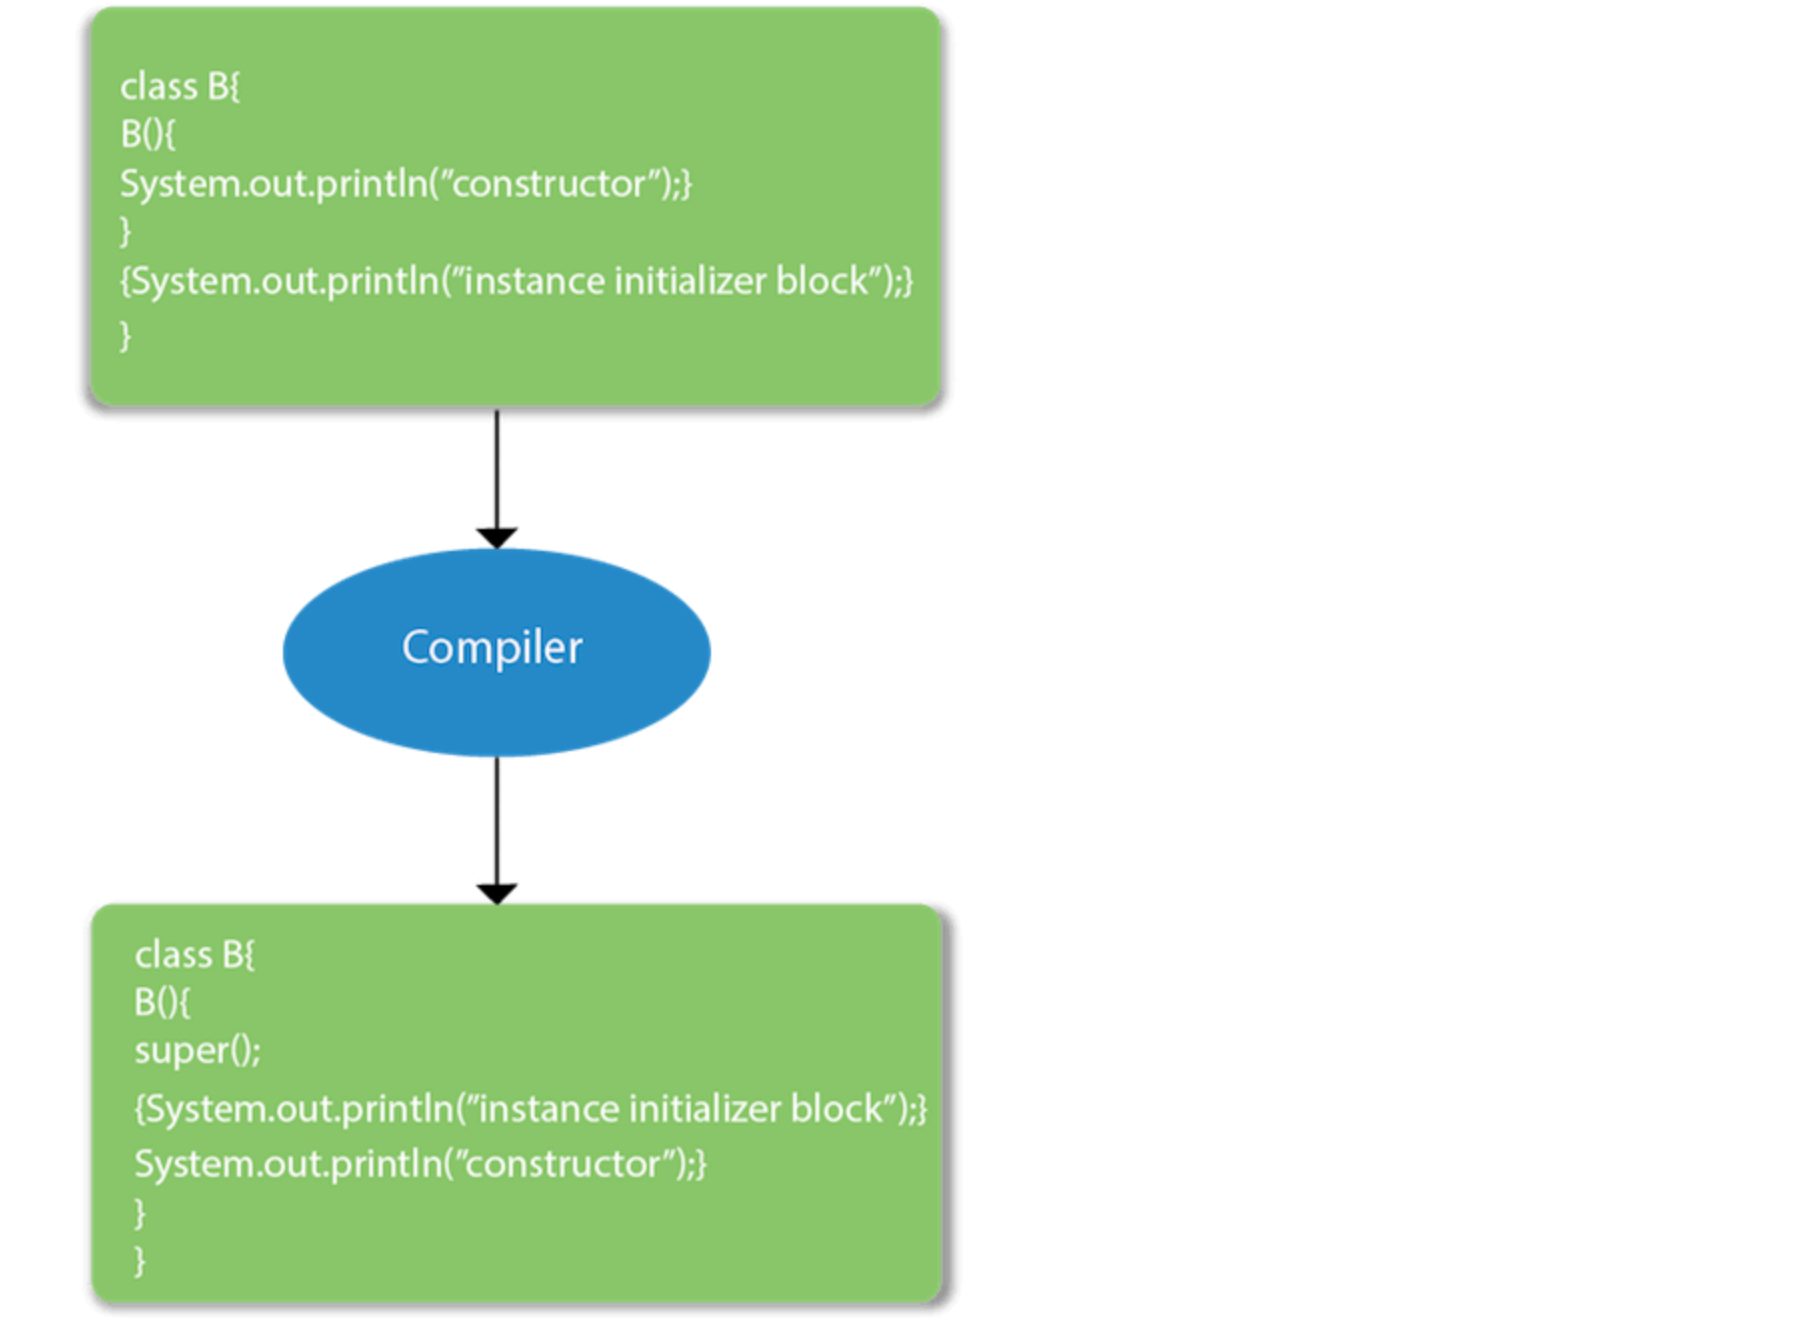 class B{
B(){
System.out.println(”constructor”);}
}
{System.out.println(”instance initializer block”);}
}
Compiler
class B{
B(){
super();
{System.out.println(”instance initializer block”);}
System.out.println(”constructor”);}
}
}